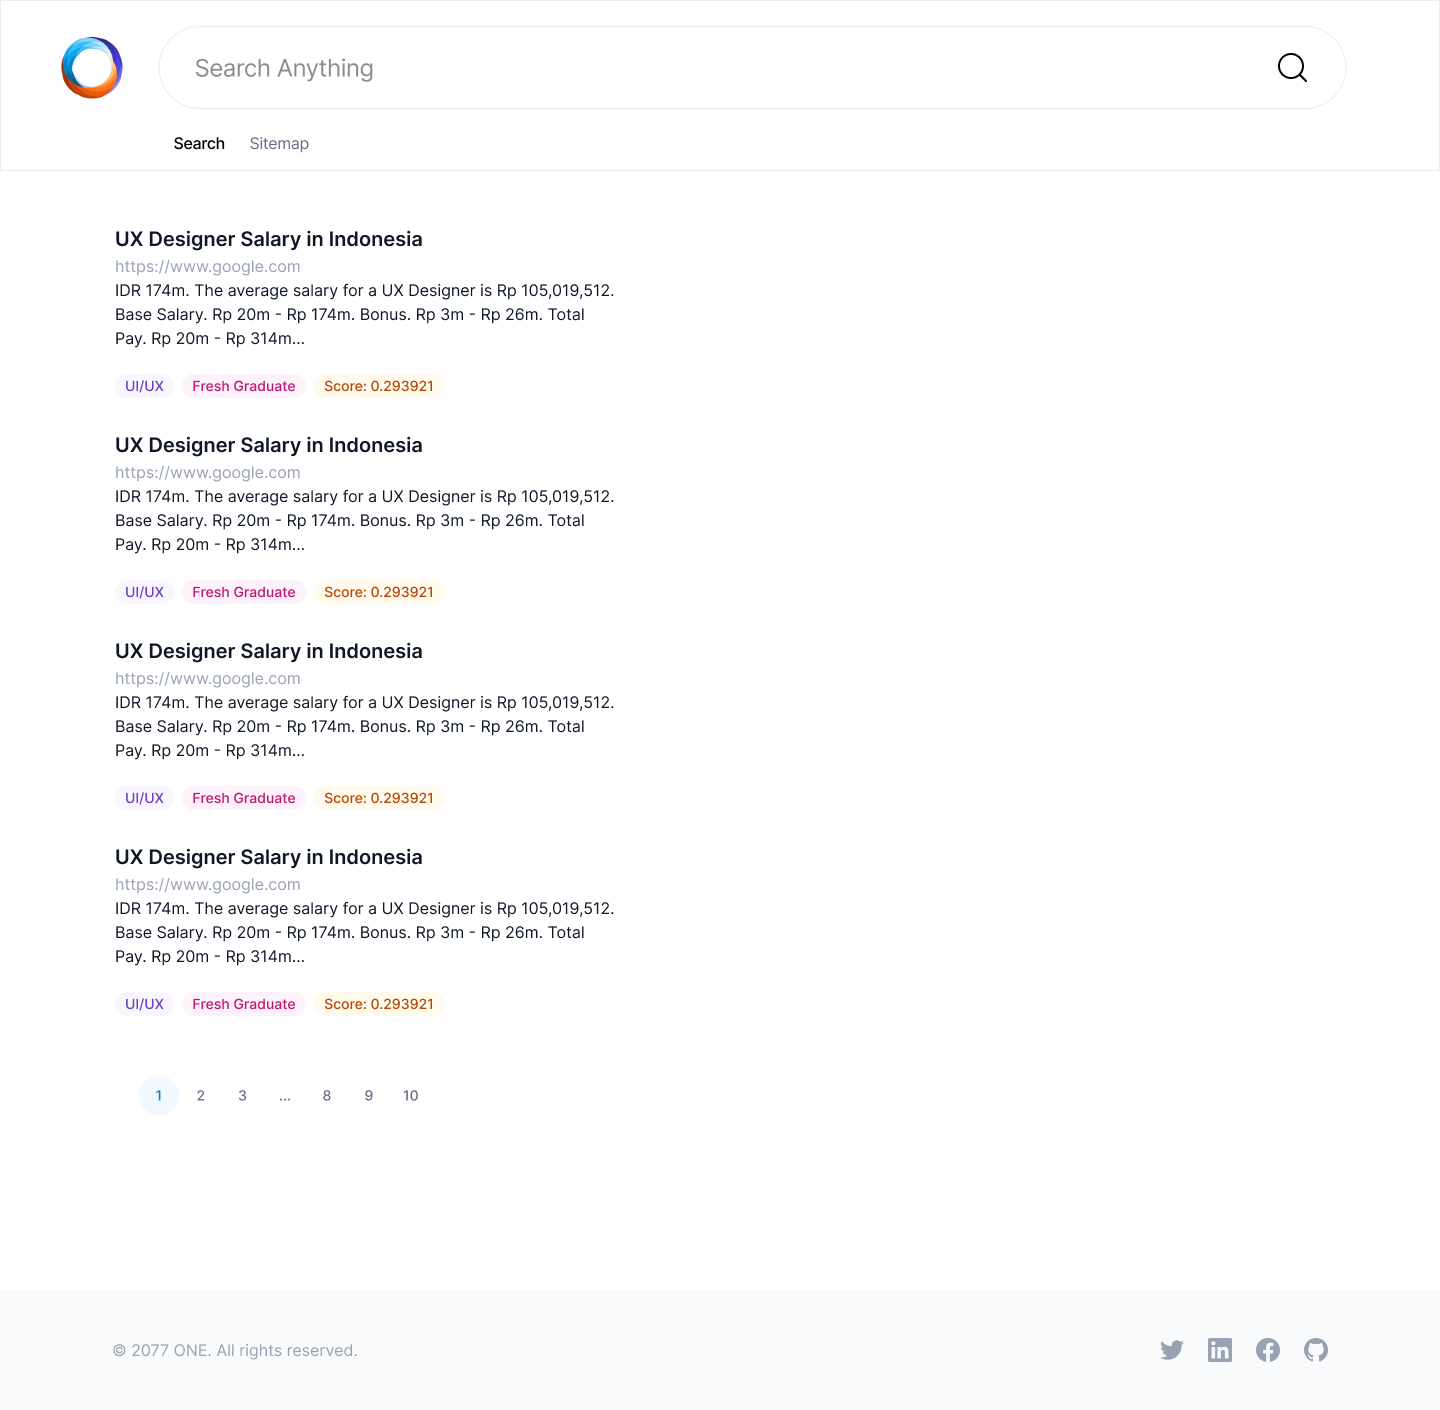 Search Anything
Search Sitemap
UX Designer Salary in Indonesia
https://www.google.com
IDR 174m. The average salary for a UX Designer is Rp 105,019,512.
Base Salary. Rp 20m - Rp 174m. Bonus. Rp 3m - Rp 26m. Total
Pay. Rp 20m - Rp 314m...
UI/UX Fresh Graduate Score: 0.293921
UX Designer Salary in Indonesia
https://www.google.com
IDR 174m. The average salary for a UX Designer is Rp 105,019,512.
Base Salary. Rp 20m - Rp 174m. Bonus. Rp 3m - Rp 26m. Total
Pay. Rp 20m - Rp 314m...
UI/UX Fresh Graduate Score: 0.293921
UX Designer Salary in Indonesia
https://www.google.com
IDR 174m. The average salary for a UX Designer is Rp 105,019,512.
Base Salary. Rp 20m - Rp 174m. Bonus. Rp 3m - Rp 26m. Total
Pay. Rp 20m - Rp 314m...
UI/UX Fresh Graduate Score: 0.293921
UX Designer Salary in Indonesia
https://www.google.com
IDR 174m. The average salary for a UX Designer is Rp 105,019,512.
Base Salary. Rp 20m - Rp 174m. Bonus. Rp 3m - Rp 26m. Total
Pay. Rp 20m - Rp 314m...
UI/UX Fresh Graduate Score: 0.293921
1 2 3 ... 8 9 10
© 2077 ONE. All rights reserved.